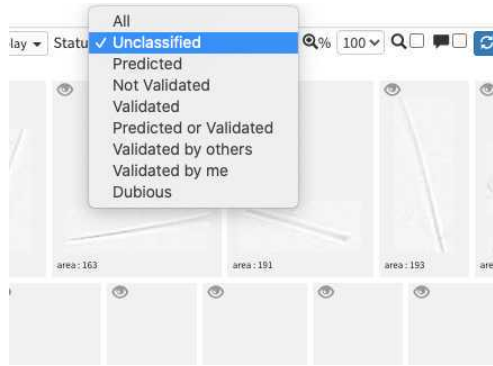 All
lay Statu ✓ Unclassified % 100
Predicted
Not Validated
Validated
Predicted or Validated
Validated by others
Validated by me
Dubious
area : 163 area : 191 area : 193 are